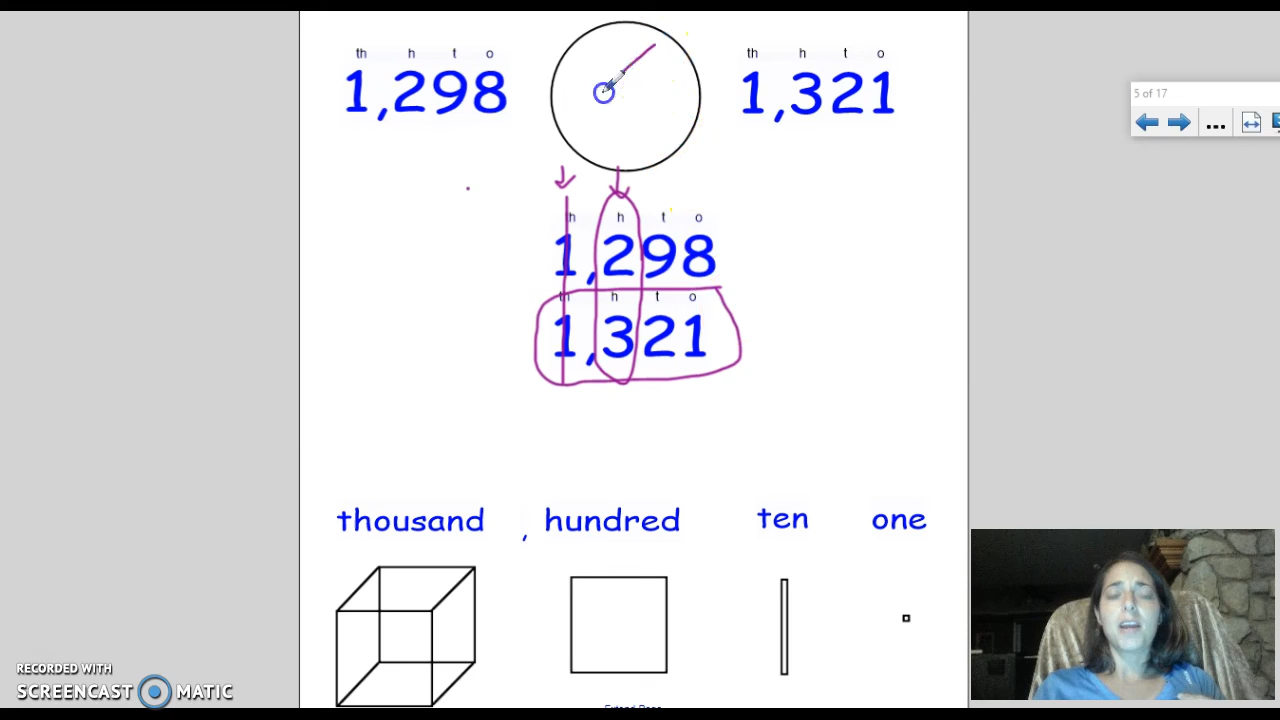 th h t o
1,298
th h t o
1,321
5 of 17
...
h t o
1,298
th h t o
1,321
thousand , hundred ten one
RECORDED WITH
SCREENCAST MATIC